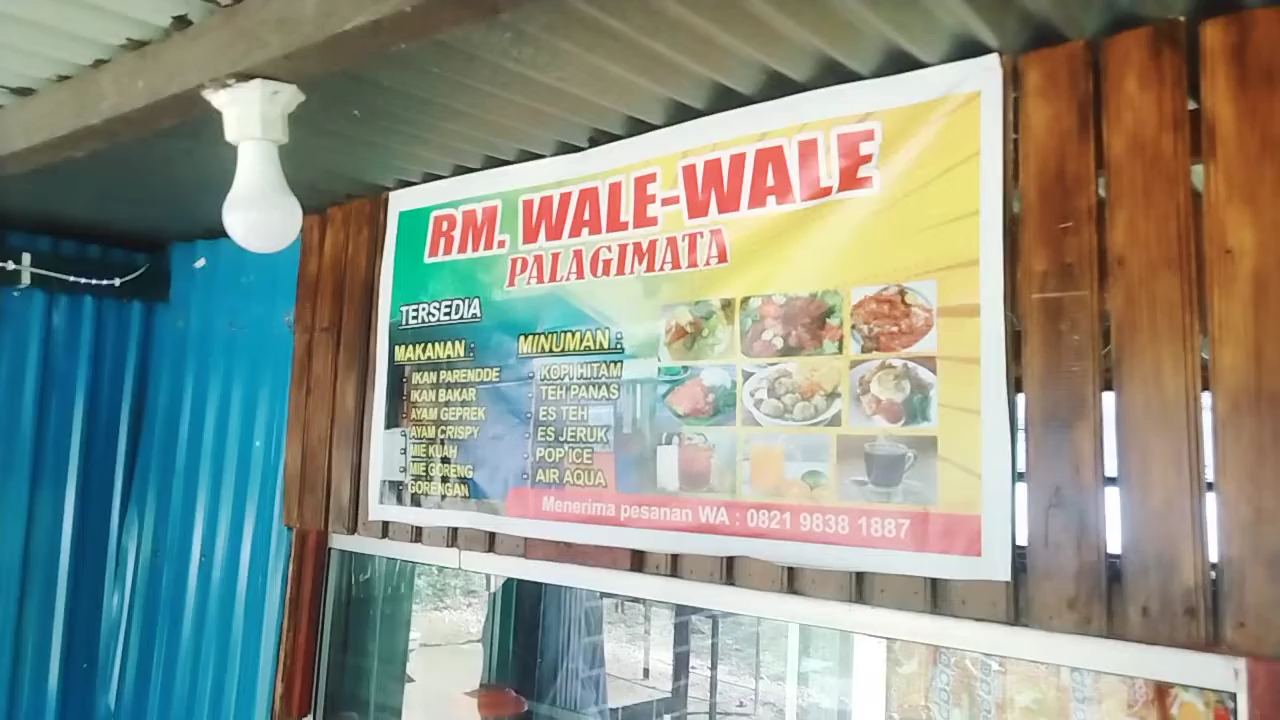 RM. WALE-WALE
PALAGIMATA
TERSEDIA
MAKANAN :
- IKAN PARENDDE
- IKAN BAKAR
- AYAM GEPREK
- AYAM CRISPY
- MIE KUAH
- MIE GORENG
- GORENGAN
MINUMAN :
- KOPI HITAM
- TEH PANAS
- ES TEH
- ES JERUK
- POP ICE
- AIR AQUA
Menerima pesanan WA : 0821 9838 1887